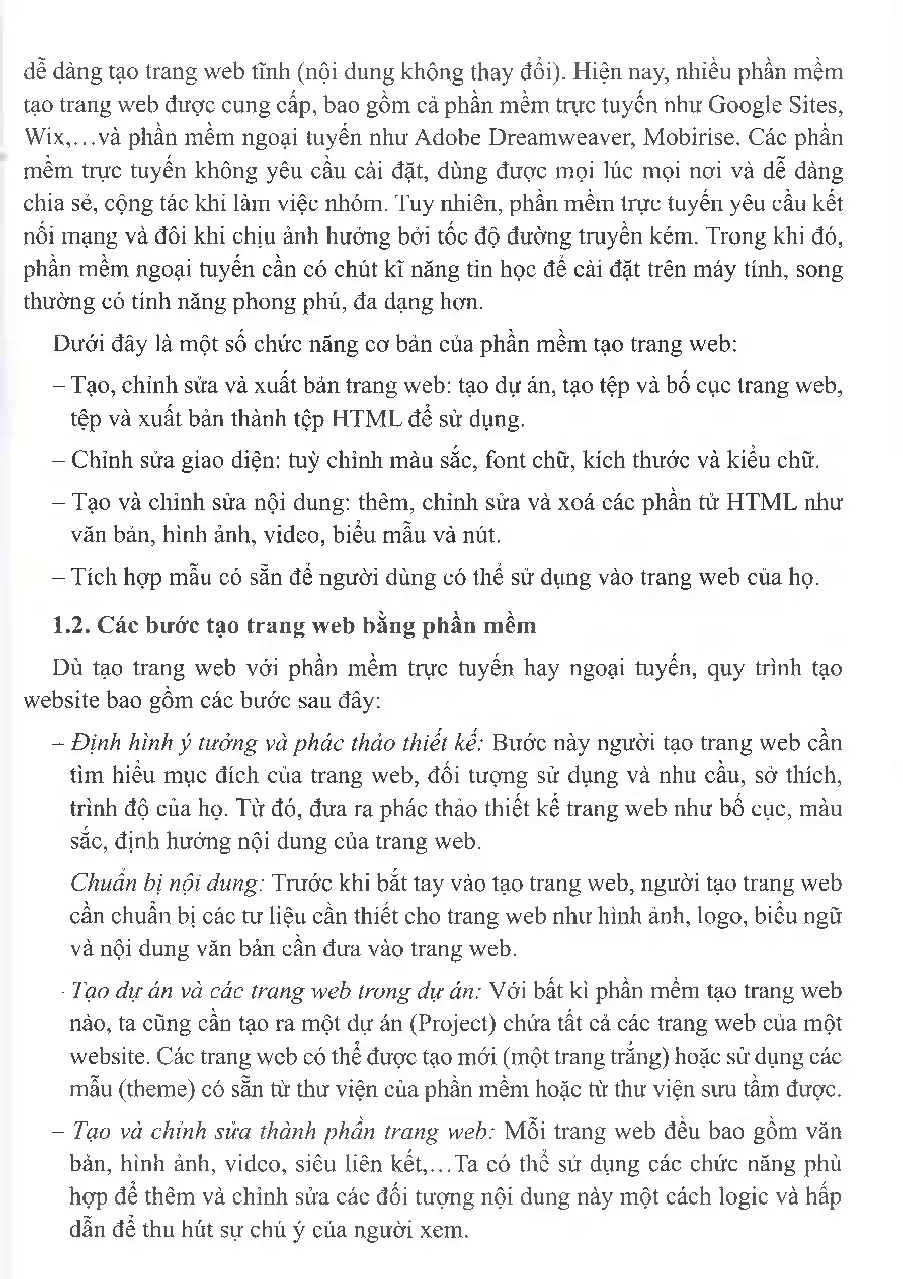 dễ dàng tạo trang web tĩnh (nội dung không thay đổi). Hiện nay, nhiều phần mềm
tạo trang web được cung cấp, bao gồm cả phần mềm trực tuyến như Google Sites,
Wix,...và phần mềm ngoại tuyến như Adobe Dreamweaver, Mobirise. Các phần
mềm trực tuyến không yêu cầu cài đặt, dùng được mọi lúc mọi nơi và dễ dàng
chia sẻ, cộng tác khi làm việc nhóm. Tuy nhiên, phần mềm trực tuyến yêu cầu kết
nối mạng và đôi khi chịu ảnh hưởng bởi tốc độ đường truyền kém. Trong khi đó,
phần mềm ngoại tuyến cần có chút kĩ năng tin học để cài đặt trên máy tính, song
thường có tính năng phong phú, đa dạng hơn.
Dưới đây là một số chức năng cơ bản của phần mềm tạo trang web:
– Tạo, chỉnh sửa và xuất bản trang web: tạo dự án, tạo tệp và bố cục trang web,
tệp và xuất bản thành tệp HTML để sử dụng.
– Chỉnh sửa giao diện: tuỳ chỉnh màu sắc, font chữ, kích thước và kiểu chữ.
– Tạo và chỉnh sửa nội dung: thêm, chỉnh sửa và xoá các phần tử HTML như
văn bản, hình ảnh, video, biểu mẫu và nút.
– Tích hợp mẫu có sẵn để người dùng có thể sử dụng vào trang web của họ.
1.2. Các bước tạo trang web bằng phần mềm
Dù tạo trang web với phần mềm trực tuyến hay ngoại tuyến, quy trình tạo
website bao gồm các bước sau đây:
– Định hình ý tưởng và phác thảo thiết kế: Bước này người tạo trang web cần
tìm hiểu mục đích của trang web, đối tượng sử dụng và nhu cầu, sở thích,
trình độ của họ. Từ đó, đưa ra phác thảo thiết kế trang web như bố cục, màu
sắc, định hướng nội dung của trang web.
Chuẩn bị nội dung: Trước khi bắt tay vào tạo trang web, người tạo trang web
cần chuẩn bị các tư liệu cần thiết cho trang web như hình ảnh, logo, biểu ngữ
và nội dung văn bản cần đưa vào trang web.
- Tạo dự án và các trang web trong dự án: Với bất kì phần mềm tạo trang web
nào, ta cũng cần tạo ra một dự án (Project) chứa tất cả các trang web của một
website. Các trang web có thể được tạo mới (một trang trắng) hoặc sử dụng các
mẫu (theme) có sẵn từ thư viện của phần mềm hoặc từ thư viện sưu tầm được.
– Tạo và chỉnh sửa thành phần trang web: Mỗi trang web đều bao gồm văn
bản, hình ảnh, video, siêu liên kết,...Ta có thể sử dụng các chức năng phù
hợp để thêm và chỉnh sửa các đối tượng nội dung này một cách logic và hấp
dẫn để thu hút sự chú ý của người xem.